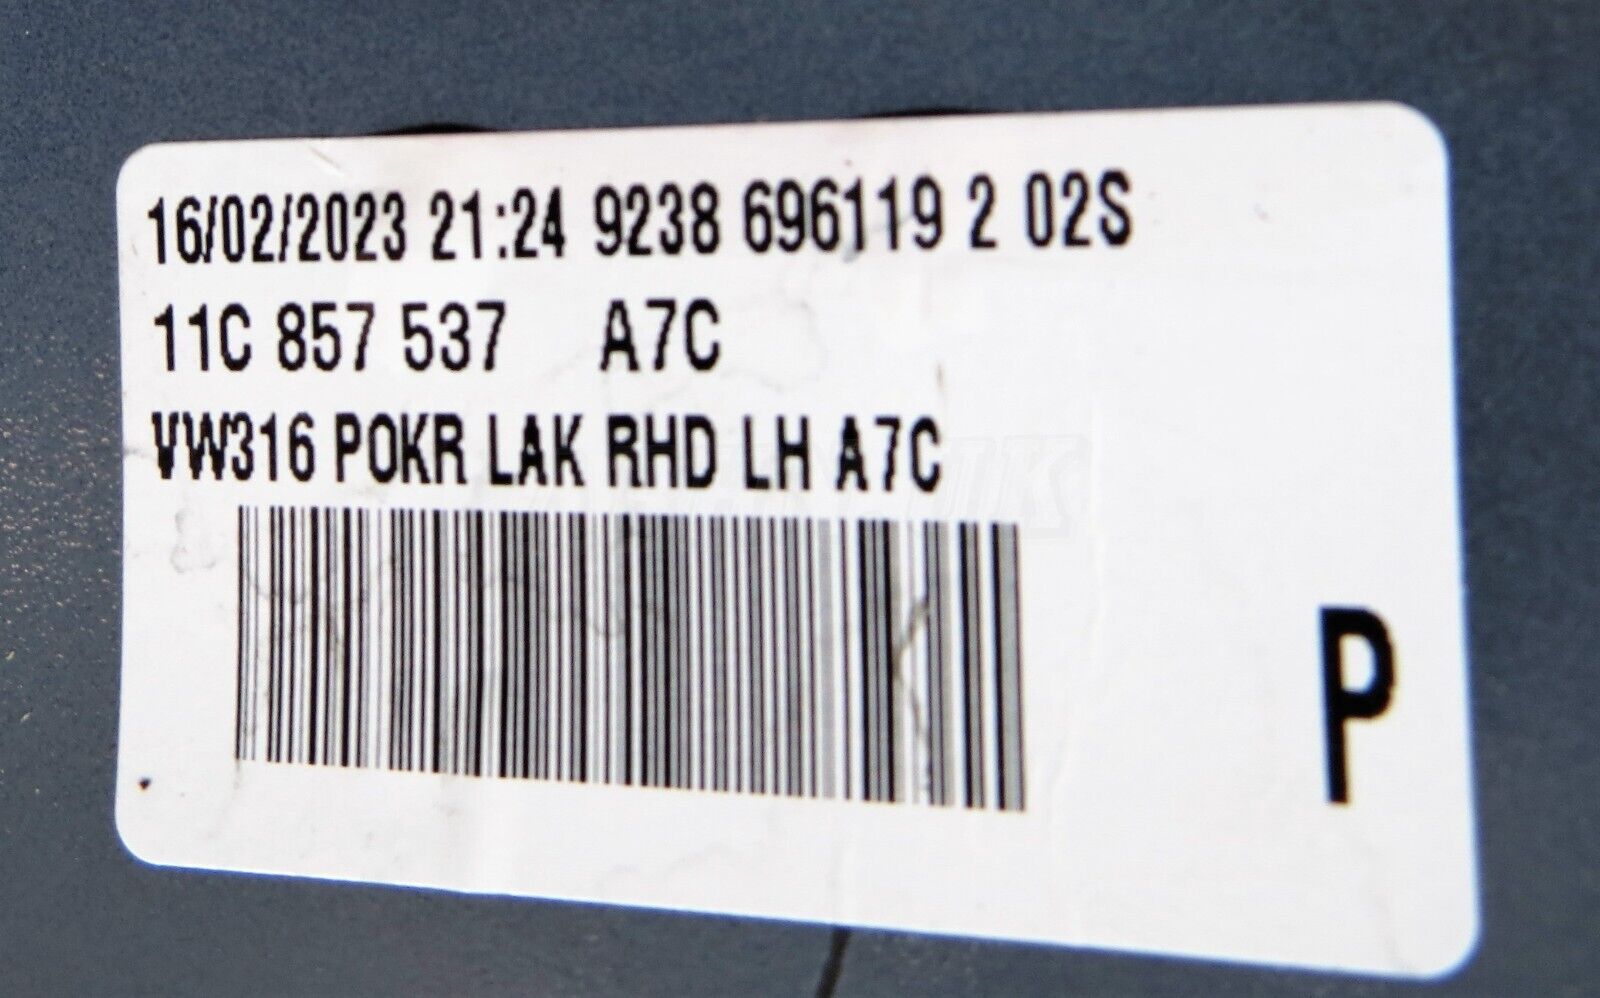 16/02/2023 21:24 9238 696119 2 02S
11C 857 537 A7C
VW316 POKR LAK RHD LH A7C
P